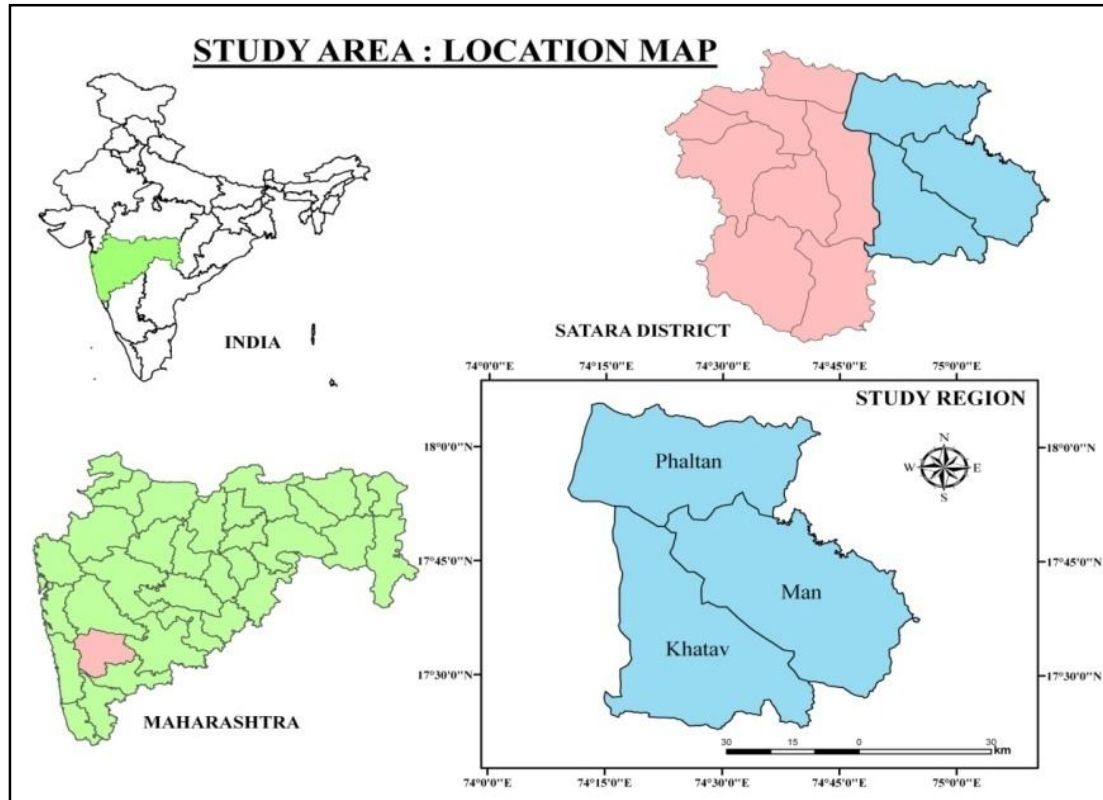 STUDY AREA : LOCATION MAP
INDIA
SATARA DISTRICT
MAHARASHTRA
74°0'0"E 74°15'0"E 74°30'0"E 74°45'0"E 75°0'0"E
STUDY REGION
N
W E
S
18°0'0"N 18°0'0"N
Phaltan
17°45'0"N 17°45'0"N
Man
Khatav
17°30'0"N 17°30'0"N
30 15 0 30
km
74°0'0"E 74°15'0"E 74°30'0"E 74°45'0"E 75°0'0"E